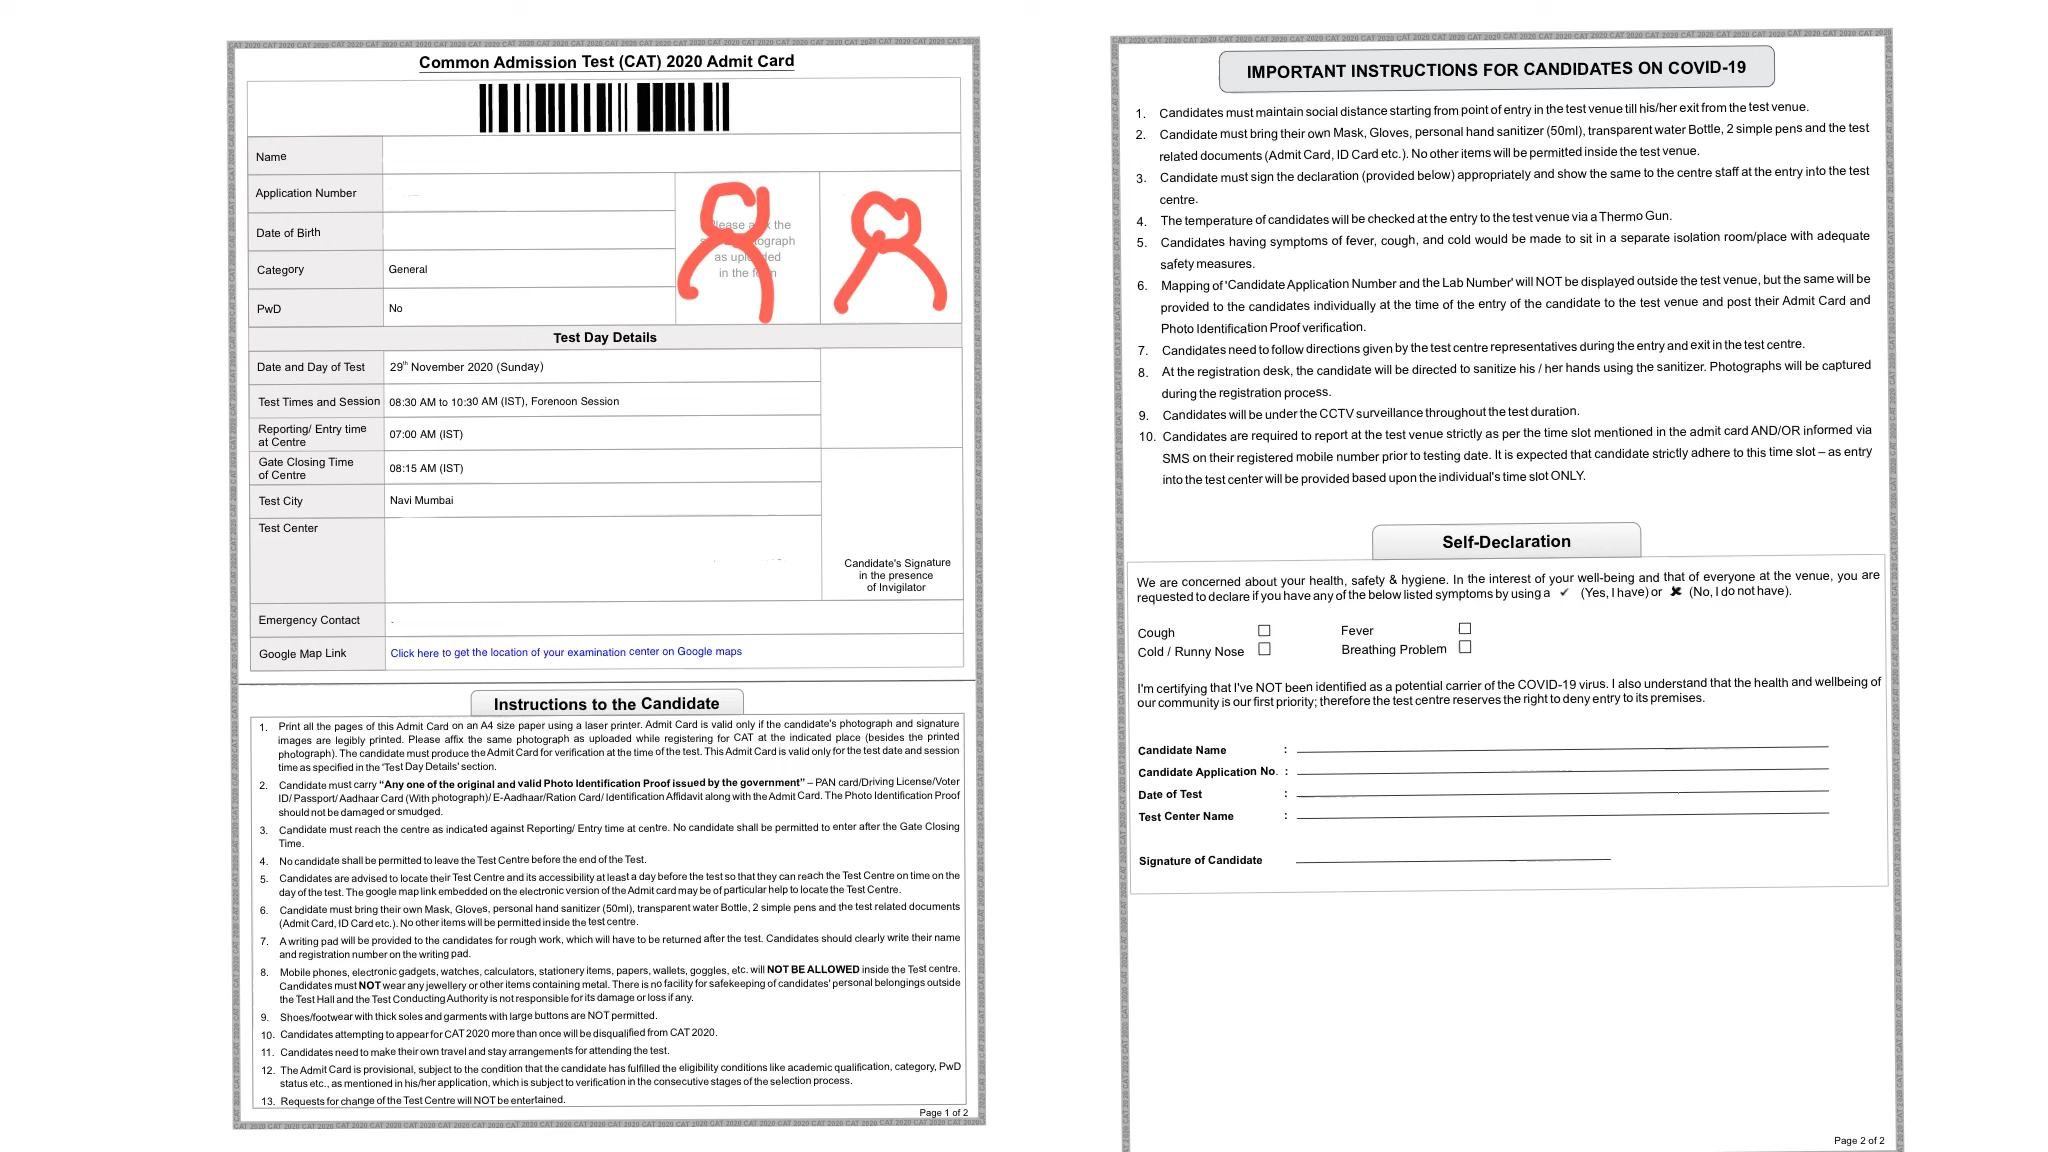 CAT 2020 CAT 2020 CAT 2020 CAT 2020 CAT 2020 CAT 2020 CAT 2020 CAT 2020 CAT 2020 CAT 2020 CAT 2020
Common Admission Test (CAT) 2020 Admit Card
Name
Application Number
Date of Birth
Category General
PwD No
Please the
as
in the
Test Day Details
Date and Day of Test 29th November 2020 (Sunday)
Test Times and Session 08:30 AM to 10:30 AM (IST), Forenoon Session
Reporting/ Entry time
at Centre
07:00 AM (IST)
Gate Closing Time
of Centre
08:15 AM (IST)
Test City Navi Mumbai
Test Center
Candidate's Signature
in the presence
of Invigilator
Emergency Contact
Google Map Link Click here to get the location of your examination center on Google maps
Instructions to the Candidate
1. Print all the pages of this Admit Card on an A4 size paper using a laser printer. Admit Card is valid only if the candidate's photograph and signature
images are legibly printed. Please affix the same photograph as uploaded while registering for CAT at the indicated place (besides the printed
photograph). The candidate must produce the Admit Card for verification at the time of the test. This Admit Card is valid only for the test date and session
time as specified in the 'Test Day Details' section.
2. Candidate must carry “Any one of the original and valid Photo Identification Proof issued by the government” – PAN card/Driving License/Voter
ID/ Passport/ Aadhaar Card (With photograph)/ E-Aadhaar/Ration Card/ Identification Affidavit along with the Admit Card. The Photo Identification Proof
should not be damaged or smudged.
3. Candidate must reach the centre as indicated against Reporting/ Entry time at centre. No candidate shall be permitted to enter after the Gate Closing
Time.
4. No candidate shall be permitted to leave the Test Centre before the end of the Test.
5. Candidates are advised to locate their Test Centre and its accessibility at least a day before the test so that they can reach the Test Centre on time on the
day of the test. The google map link embedded on the electronic version of the Admit card may be of particular help to locate the Test Centre.
6. Candidate must bring their own Mask, Gloves, personal hand sanitizer (50ml), transparent water Bottle, 2 simple pens and the test related documents
(Admit Card, ID Card etc.). No other items will be permitted inside the test centre.
7. A writing pad will be provided to the candidates for rough work, which will have to be returned after the test. Candidates should clearly write their name
and registration number on the writing pad.
8. Mobile phones, electronic gadgets, watches, calculators, stationery items, papers, wallets, goggles, etc. will NOT BE ALLOWED inside the Test centre.
Candidates must NOT wear any jewellery or other items containing metal. There is no facility for safekeeping of candidates' personal belongings outside
the Test Hall and the Test Conducting Authority is not responsible for its damage or loss if any.
9. Shoes/footwear with thick soles and garments with large buttons are NOT permitted.
10. Candidates attempting to appear for CAT 2020 more than once will be disqualified from CAT 2020.
11. Candidates need to make their own travel and stay arrangements for attending the test.
12. The Admit Card is provisional, subject to the condition that the candidate has fulfilled the eligibility conditions like academic qualification, category, PwD
status etc., as mentioned in his/her application, which is subject to verification in the consecutive stages of the selection process.
13. Requests for change of the Test Centre will NOT be entertained.
Page 1 of 2
IMPORTANT INSTRUCTIONS FOR CANDIDATES ON COVID-19
1. Candidates must maintain social distance starting from point of entry in the test venue till his/her exit from the test venue.
2. Candidate must bring their own Mask, Gloves, personal hand sanitizer (50ml), transparent water Bottle, 2 simple pens and the test
related documents (Admit Card, ID Card etc.). No other items will be permitted inside the test venue.
3. Candidate must sign the declaration (provided below) appropriately and show the same to the centre staff at the entry into the test
centre.
4. The temperature of candidates will be checked at the entry to the test venue via a Thermo Gun.
5. Candidates having symptoms of fever, cough, and cold would be made to sit in a separate isolation room/place with adequate
safety measures.
6. Mapping of 'Candidate Application Number and the Lab Number' will NOT be displayed outside the test venue, but the same will be
provided to the candidates individually at the time of the entry of the candidate to the test venue and post their Admit Card and
Photo Identification Proof verification.
7. Candidates need to follow directions given by the test centre representatives during the entry and exit in the test centre.
8. At the registration desk, the candidate will be directed to sanitize his / her hands using the sanitizer. Photographs will be captured
during the registration process.
9. Candidates will be under the CCTV surveillance throughout the test duration.
10. Candidates are required to report at the test venue strictly as per the time slot mentioned in the admit card AND/OR informed via
SMS on their registered mobile number prior to testing date. It is expected that candidate strictly adhere to this time slot – as entry
into the test center will be provided based upon the individual's time slot ONLY.
Self-Declaration
We are concerned about your health, safety & hygiene. In the interest of your well-being and that of everyone at the venue, you are
requested to declare if you have any of the below listed symptoms by using a ✓ (Yes, I have) or ✖ (No, I do not have).
Cough ☐ Fever ☐
Cold / Runny Nose ☐ Breathing Problem ☐
I'm certifying that I've NOT been identified as a potential carrier of the COVID-19 virus. I also understand that the health and wellbeing of
our community is our first priority; therefore the test centre reserves the right to deny entry to its premises.
Candidate Name :
Candidate Application No. :
Date of Test :
Test Center Name :
Signature of Candidate
Page 2 of 2